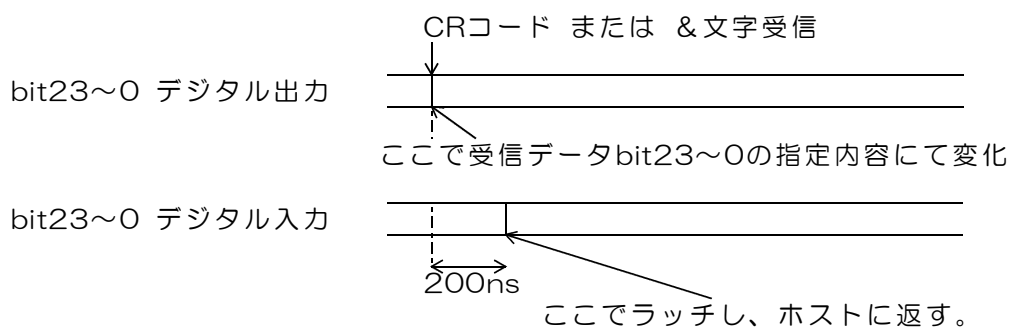 CRコード または &文字受信
bit23～0 デジタル出力
ここで受信データbit23～0の指定内容にて変化
bit23～0 デジタル入力
200ns
ここでラッチし、ホストに返す。